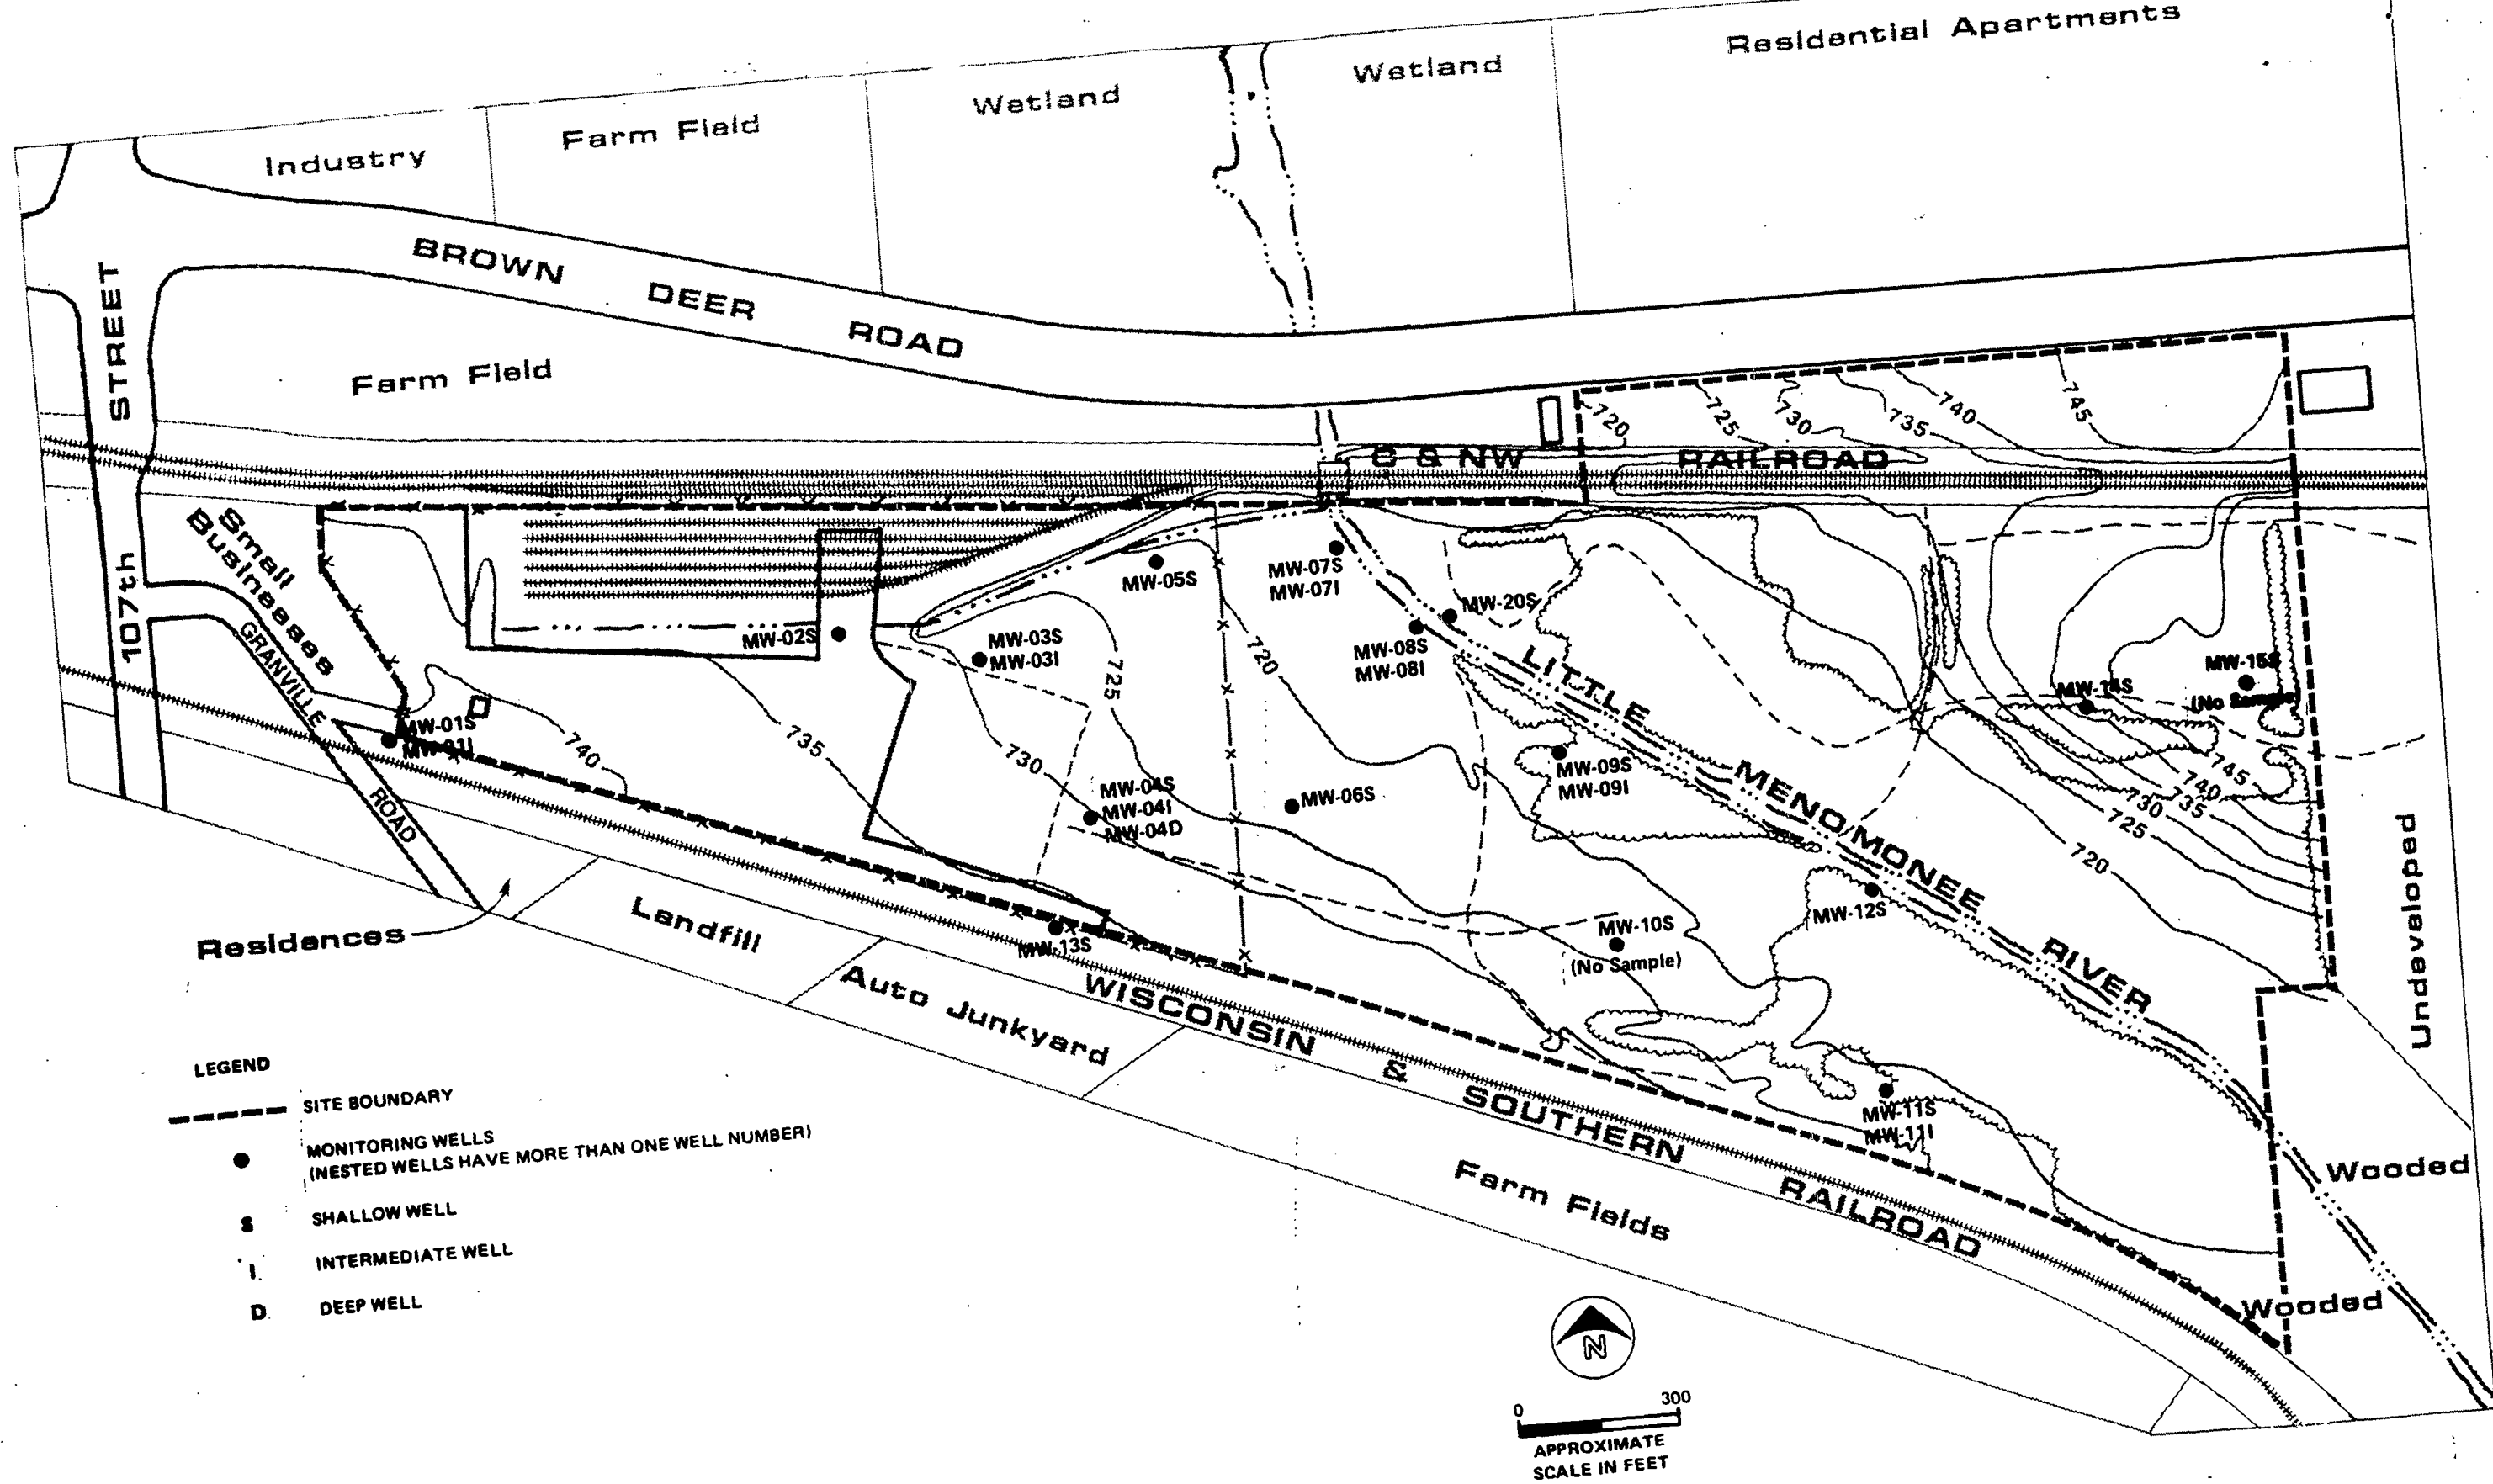 Residential Apartments
Wetland
Wetland
Farm Field
Industry
BROWN DEER ROAD
STREET
107th
Farm Field
C & NW RAILROAD
720
725
730
735
740
745
Small
Businesses
GRANVILLE
ROAD
MW-01S
MW-01I
MW-02S
MW-03S
MW-03I
MW-04S
MW-04I
MW-04D
MW-05S
MW-06S
MW-07S
MW-07I
MW-20S
MW-08S
MW-08I
MW-09S
MW-09I
MW-10S
(No Sample)
MW-11S
MW-11I
MW-12S
MW-13S
MW-14S
MW-15S
(No Sample)
740
735
730
725
720
745
740
735
730
725
720
LITTLE MENOMONEE RIVER
Undeveloped
Residences
Landfill
Auto Junkyard
WISCONSIN & SOUTHERN RAILROAD
Farm Fields
Wooded
Wooded
LEGEND
SITE BOUNDARY
MONITORING WELLS
(NESTED WELLS HAVE MORE THAN ONE WELL NUMBER)
S SHALLOW WELL
I INTERMEDIATE WELL
D DEEP WELL
N
0 300
APPROXIMATE
SCALE IN FEET